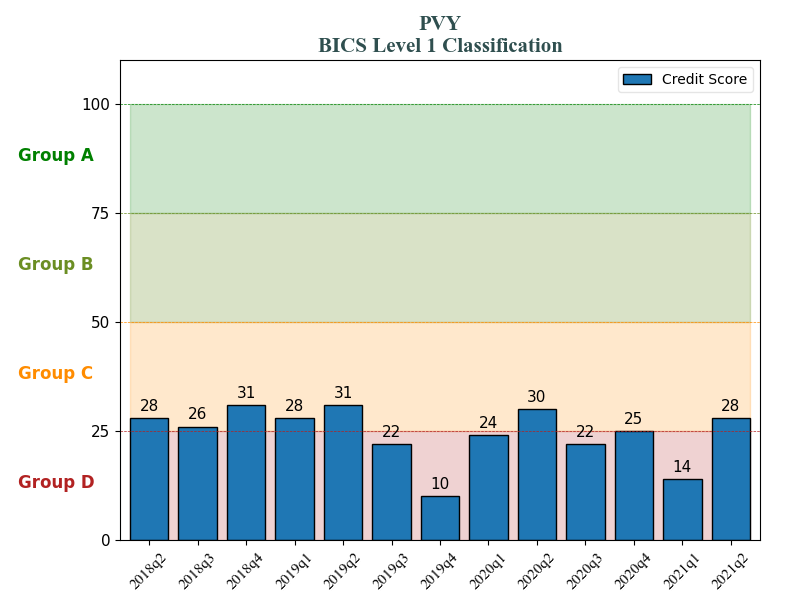 PVY
BICS Level 1 Classification
Credit Score
100
Group A
75
Group B
50
Group C
25
Group D
0
28
26
31
28
31
22
10
24
30
22
25
14
28
2018q2
2018q3
2018q4
2019q1
2019q2
2019q3
2019q4
2020q1
2020q2
2020q3
2020q4
2021q1
2021q2